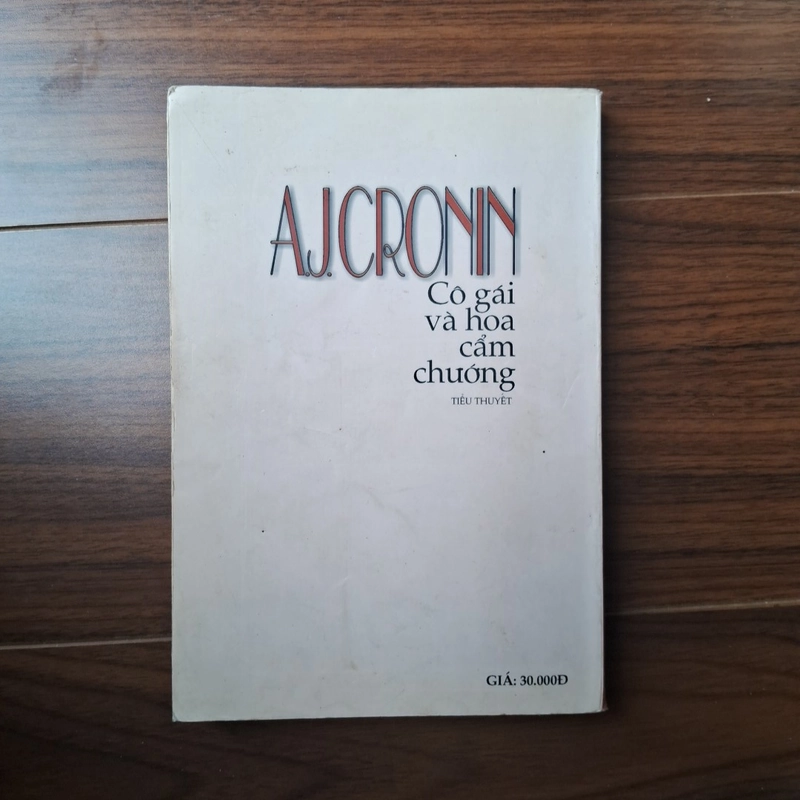 A.J.CRONIN
Cô gái
và hoa
cẩm
chướng
TIỂU THUYẾT
GIÁ: 30.000Đ